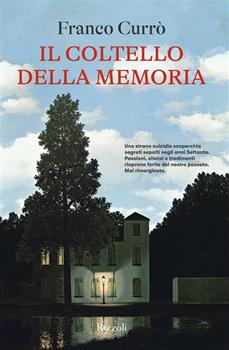 Franco Currò
IL COLTELLO
DELLA MEMORIA
Uno strano suicidio scoperchia
segreti sepolti negli anni Settanta.
Passioni, silenzi e tradimenti
riaprono ferite del nostro passato.
Mai rimarginate.
Rizzoli